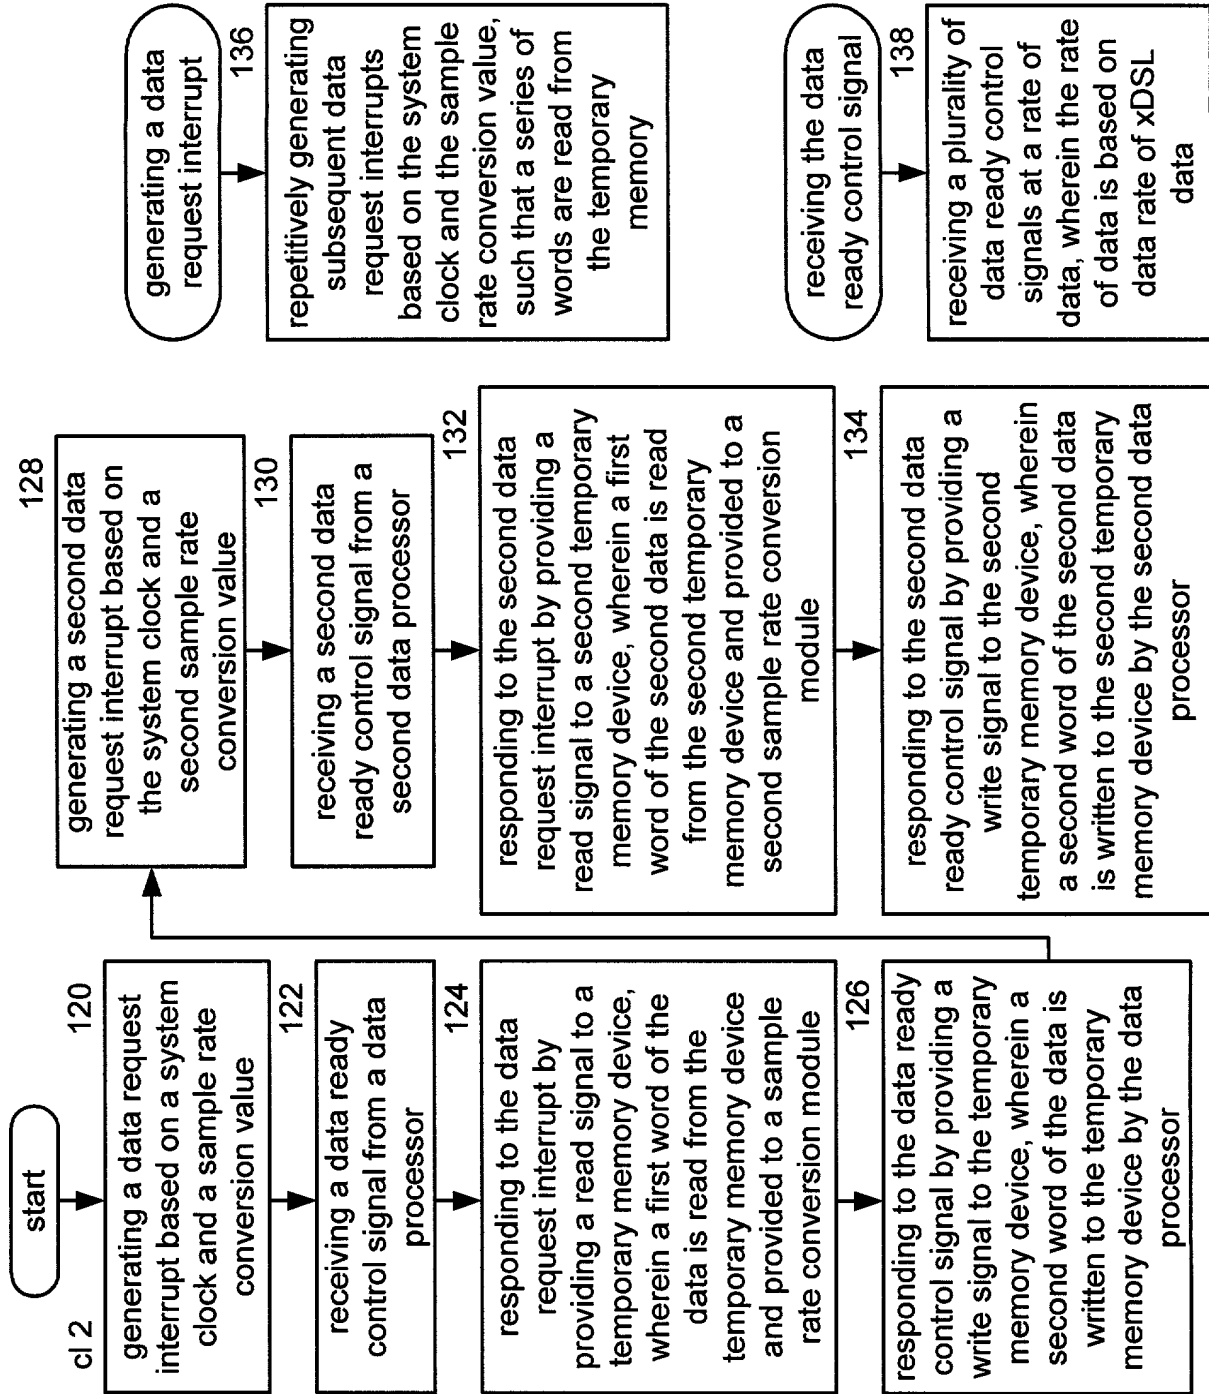 start
cl 2
120
generating a data request
interrupt based on a system
clock and a sample rate
conversion value
122
receiving a data ready
control signal from a data
processor
124
responding to the data
request interrupt by
providing a read signal to a
temporary memory device,
wherein a first word of the
data is read from the
temporary memory device
and provided to a sample
rate conversion module
126
responding to the data ready
control signal by providing a
write signal to the temporary
memory device, wherein a
second word of the data is
written to the temporary
memory device by the data
processor
128
generating a second data
request interrupt based on
the system clock and a
second sample rate
conversion value
130
receiving a second data
ready control signal from a
second data processor
132
responding to the second data
request interrupt by providing a
read signal to a second temporary
memory device, wherein a first
word of the second data is read
from the second temporary
memory device and provided to a
second sample rate conversion
module
134
responding to the second data
ready control signal by providing a
write signal to the second
temporary memory device, wherein
a second word of the second data
is written to the second temporary
memory device by the second data
processor
generating a data
request interrupt
136
repetitively generating
subsequent data
request interrupts
based on the system
clock and the sample
rate conversion value,
such that a series of
words are read from
the temporary
memory
receiving the data
ready control signal
138
receiving a plurality of
data ready control
signals at a rate of
data, wherein the rate
of data is based on
data rate of xDSL
data